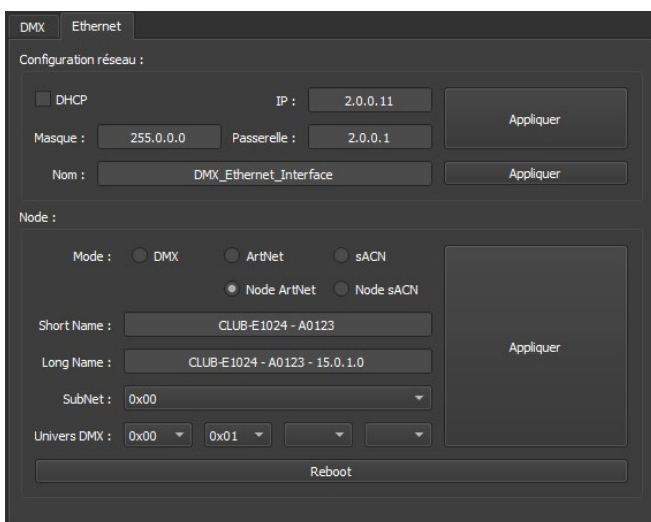 DMX Ethernet
Configuration réseau :
DHCP IP : 2.0.0.11
Appliquer
Masque : 255.0.0.0 Passerelle : 2.0.0.1
Nom : DMX_Ethernet_Interface Appliquer
Node :
Mode : DMX ArtNet sACN
Node ArtNet Node sACN
Short Name : CLUB-E1024 - A0123
Appliquer
Long Name : CLUB-E1024 - A0123 - 15.0.1.0
SubNet : 0x00
Univers DMX : 0x00 0x01
Reboot